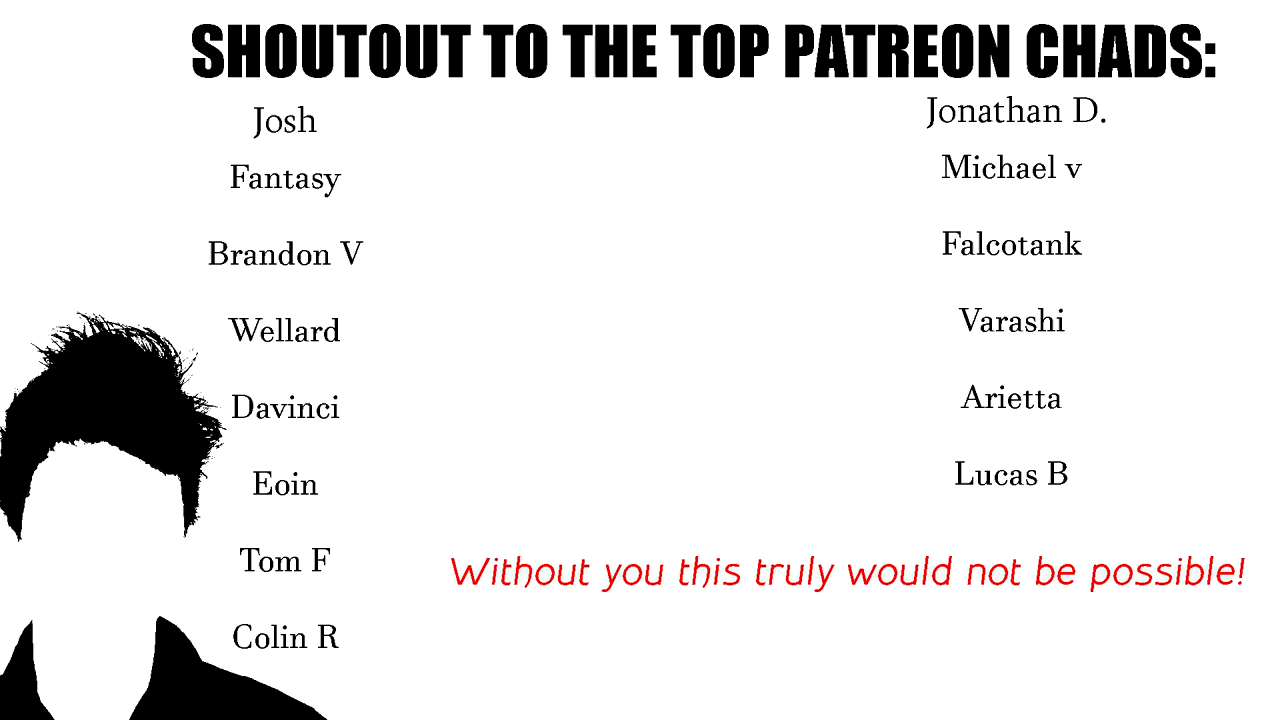 SHOUTOUT TO THE TOP PATREON CHADS:
Josh
Fantasy
Brandon V
Wellard
Davinci
Eoin
Tom F
Colin R
Jonathan D.
Michael v
Falcotank
Varashi
Arietta
Lucas B
Without you this truly would not be possible!